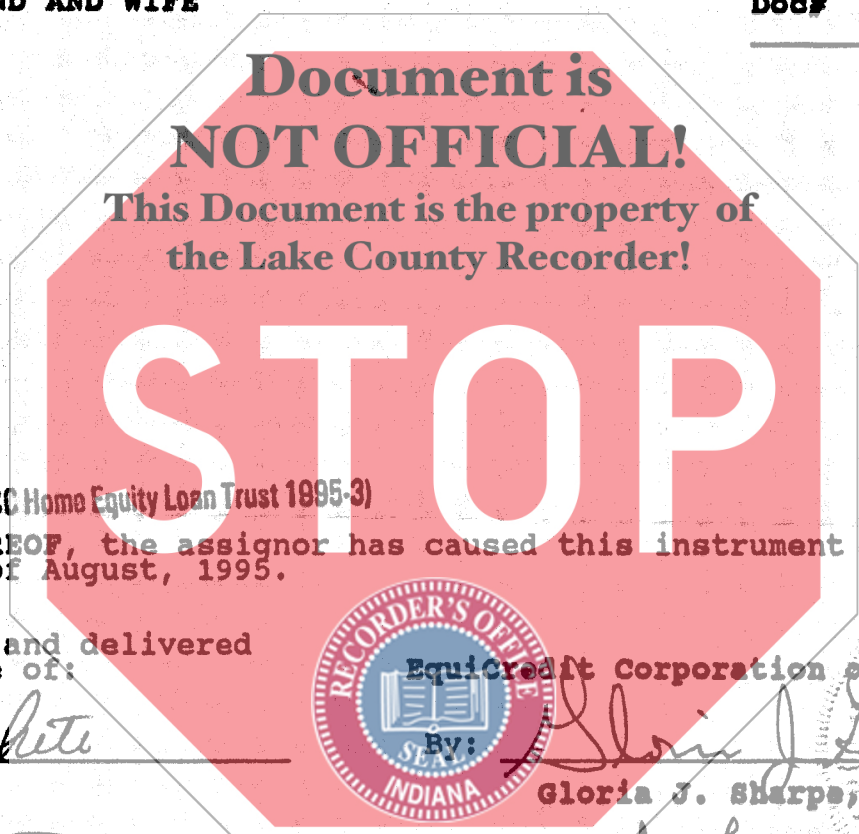 ND AND WIFE Doc#
Document is
NOT OFFICIAL!
This Document is the property of
the Lake County Recorder!
STOP
C Home Equity Loan Trust 1995-3)
REOF, the assignor has caused this instrument
of August, 1995.
and delivered
of:
EquiCredit Corporation
By:
Gloria J. Sharpe,
RECORDER'S OFFICE
SEAL
INDIANA